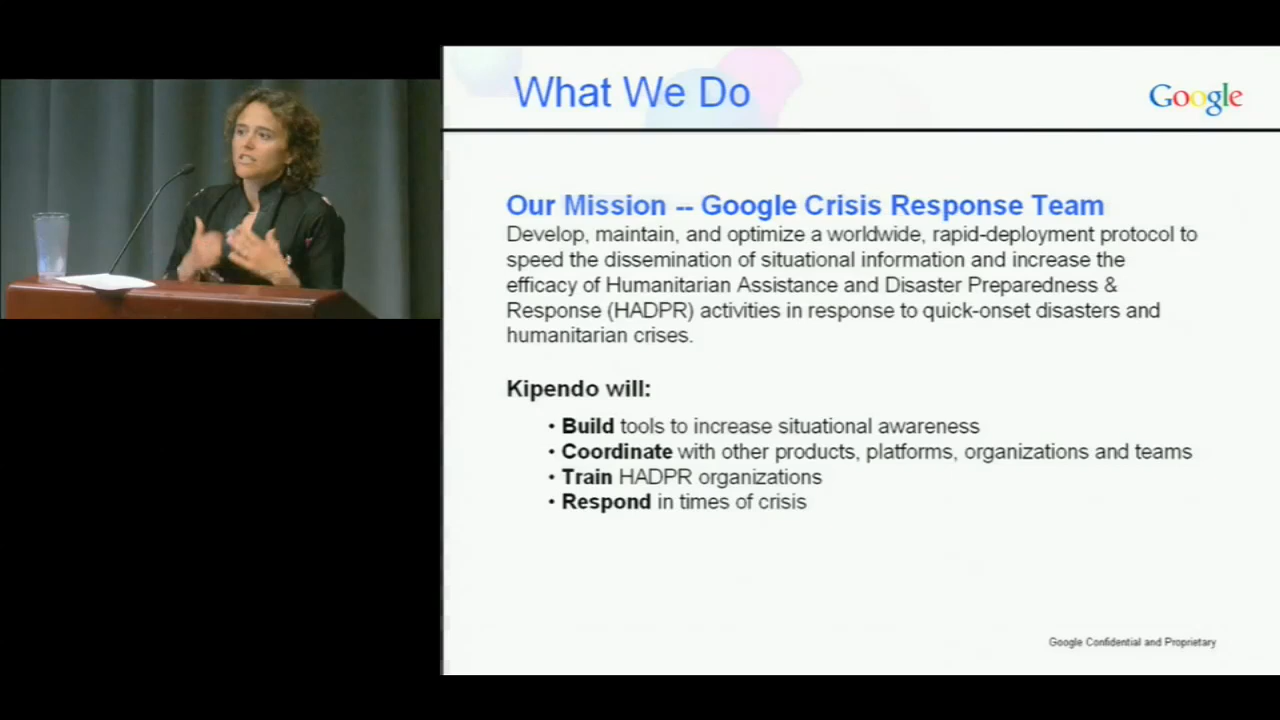 What We Do
Google
Our Mission -- Google Crisis Response Team
Develop, maintain, and optimize a worldwide, rapid-deployment protocol to
speed the dissemination of situational information and increase the
efficacy of Humanitarian Assistance and Disaster Preparedness &
Response (HADPR) activities in response to quick-onset disasters and
humanitarian crises.
Kipendo will:
• Build tools to increase situational awareness
• Coordinate with other products, platforms, organizations and teams
• Train HADPR organizations
• Respond in times of crisis
Google Confidential and Proprietary